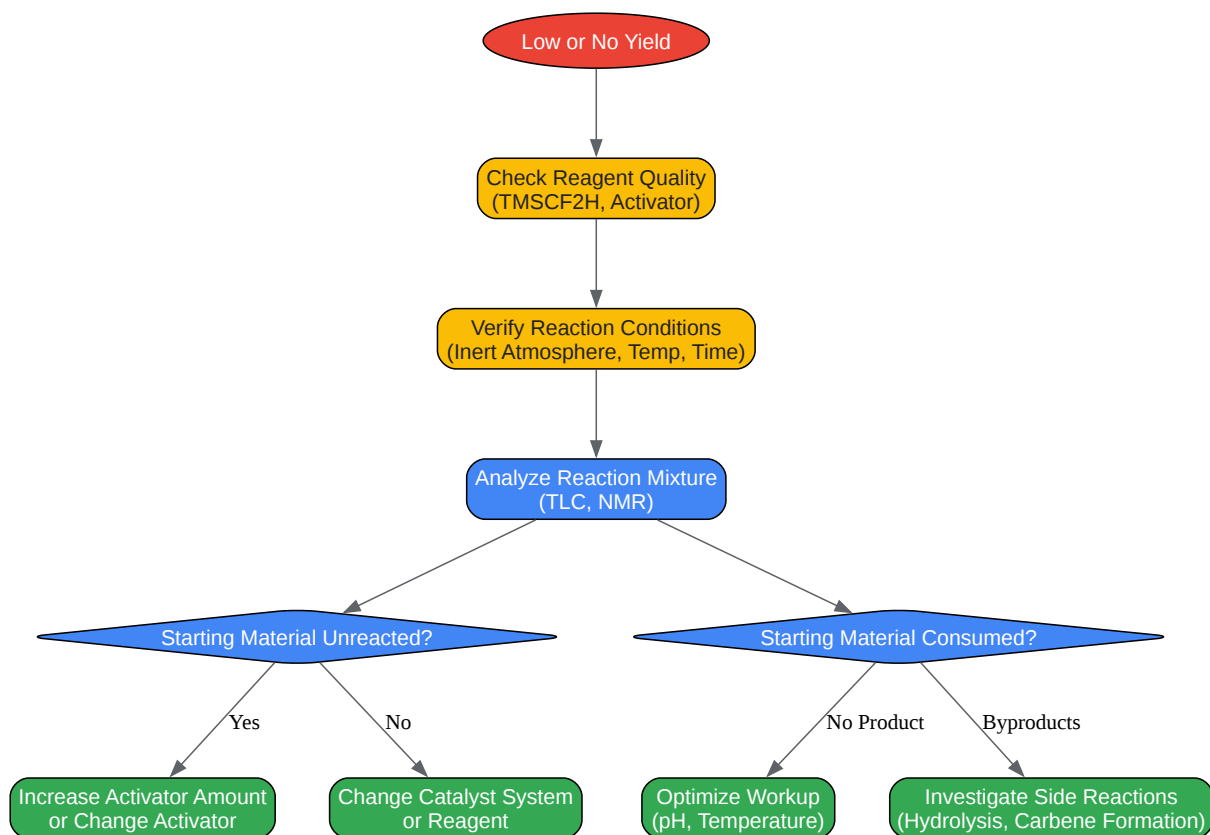 Low or No Yield
Check Reagent Quality
(TMSCF2H, Activator)
Verify Reaction Conditions
(Inert Atmosphere, Temp, Time)
Analyze Reaction Mixture
(TLC, NMR)
Starting Material Unreacted?
Starting Material Consumed?
Yes
No
No Product
Byproducts
Increase Activator Amount
or Change Activator
Change Catalyst System
or Reagent
Optimize Workup
(pH, Temperature)
Investigate Side Reactions
(Hydrolysis, Carbene Formation)